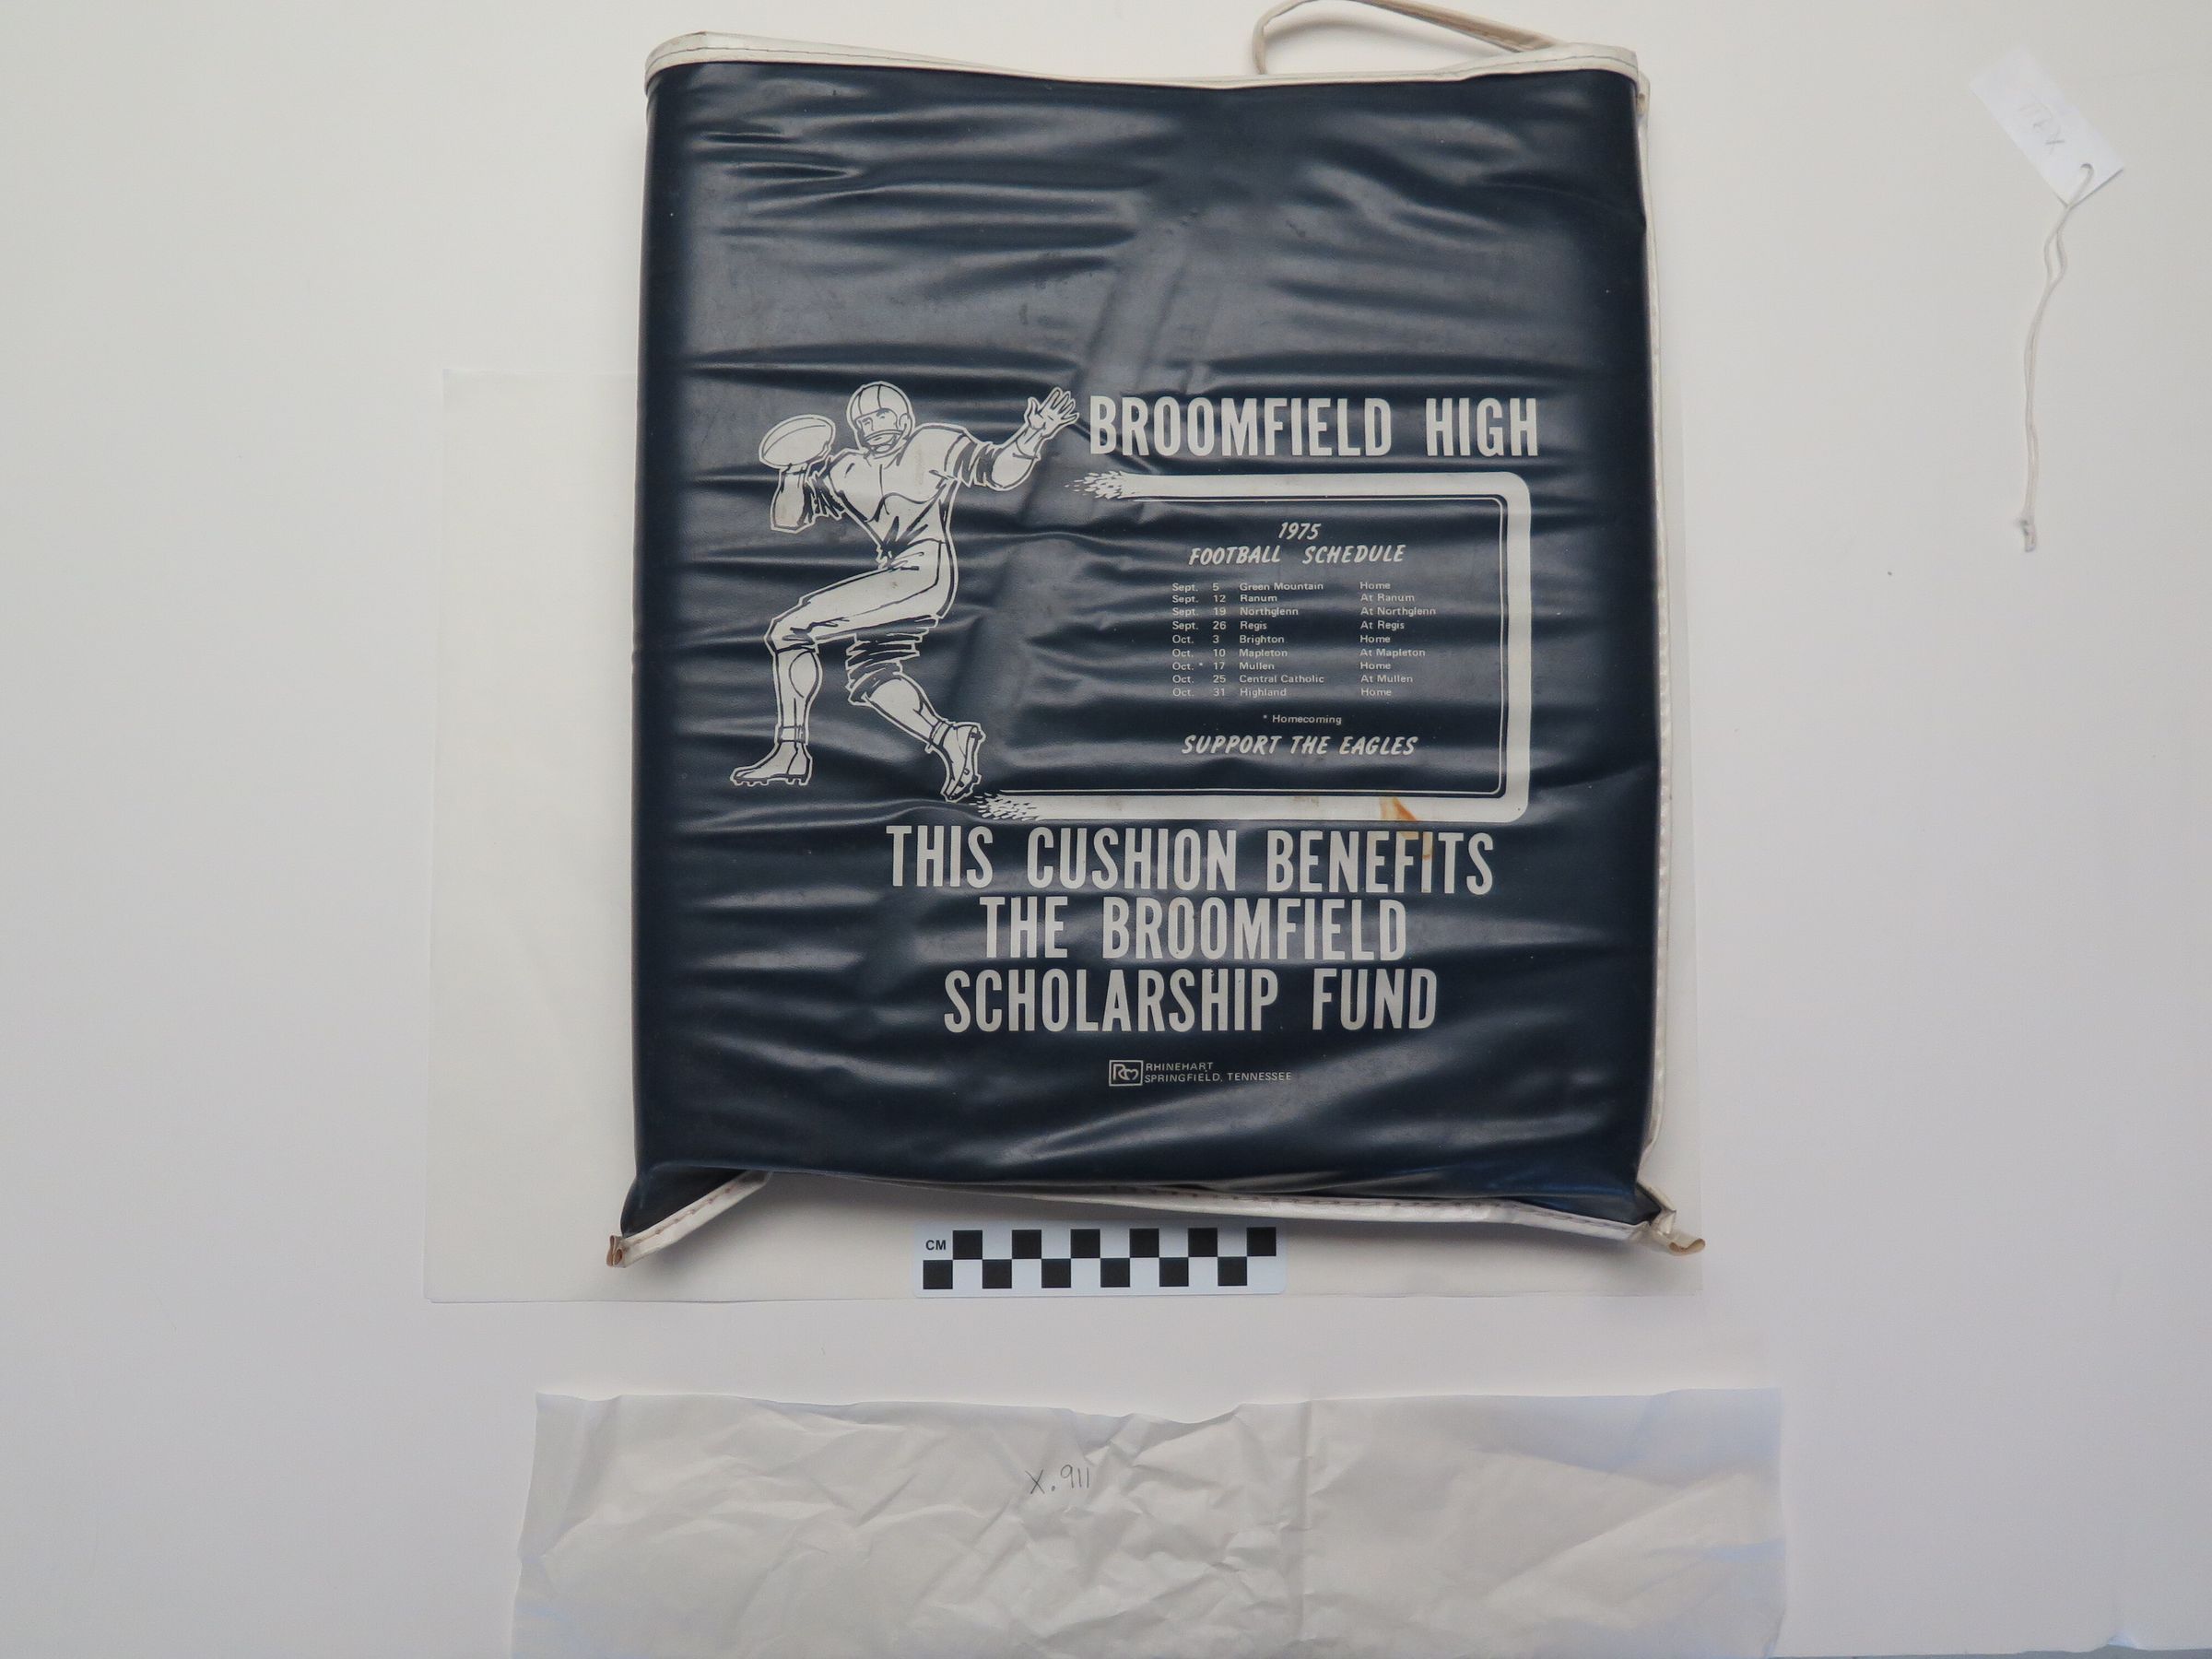 BROOMFIELD HIGH
1975
FOOTBALL SCHEDULE
Sept. 5 Green Mountain Home
Sept. 12 Ranum At Ranum
Sept. 19 Northglenn At Northglenn
Sept. 26 Regis At Regis
Oct. 3 Brighton Home
Oct. 10 Mapleton At Mapleton
Oct. * 17 Mullen Home
Oct. 25 Central Catholic At Mullen
Oct. 31 Highland Home
* Homecoming
SUPPORT THE EAGLES
THIS CUSHION BENEFITS
THE BROOMFIELD
SCHOLARSHIP FUND
RHINEHART
SPRINGFIELD, TENNESSEE
CM
X.911